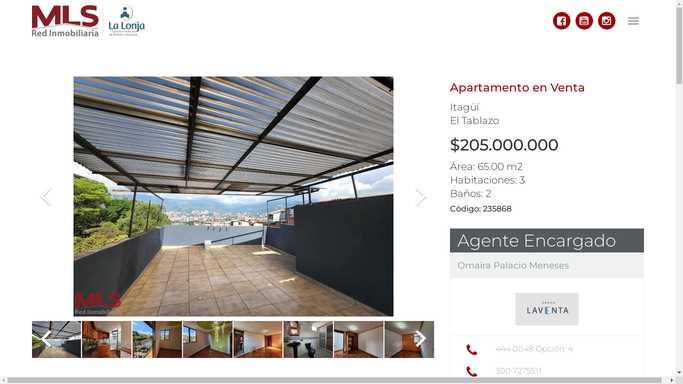 MLS
Red Inmobiliaria
La Lonja
Apartamento en Venta
Itagüí
El Tablazo
$205.000.000
Área: 65.00 m2
Habitaciones: 3
Baños: 2
Código: 235868
MLS
Red Inmobiliaria
Agente Encargado
Omaira Palacio Meneses
LAVENTA
444 0048 Opción: 4
300 7275511